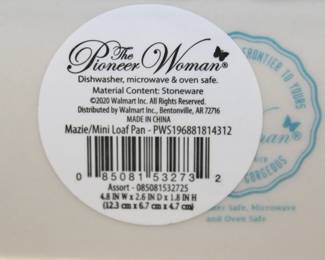 The
Pioneer Woman®
Dishwasher, microwave & oven safe.
Material Content: Stoneware
©2020 Walmart Inc. All Rights Reserved.
Distributed by Walmart Inc., Bentonville, AR 72716
MADE IN CHINA
Mazie/Mini Loaf Pan - PWS196881814312
0 85081 53273 2
Assort - 085081532725
4.8 IN W x 2.6 IN D x 1.8 IN H
(12.3 cm x 6.7 cm x 4.7 cm)
FRONTIER TO YOURS
Woman®
GORGEOUS
Safe, Microwave
and Oven Safe